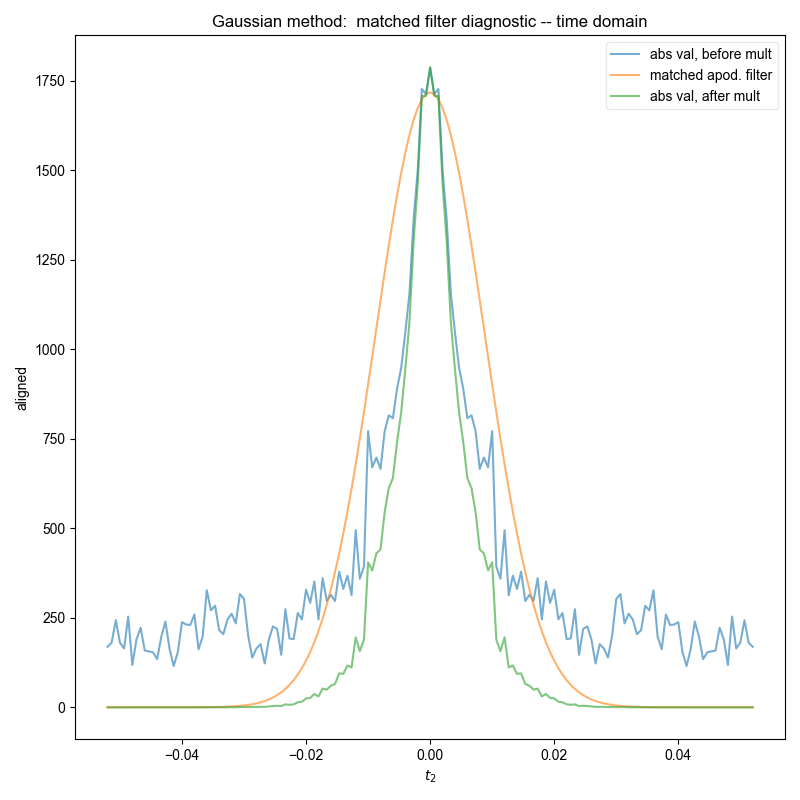 Gaussian method:  matched filter diagnostic -- time domain
abs val, before mult
matched apod. filter
abs val, after mult
1750
1500
1250
1000
750
500
250
0
aligned
−0.04
−0.02
0.00
0.02
0.04
t₂